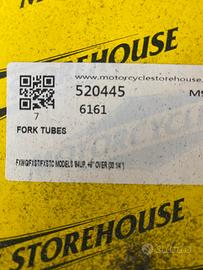 STOREHOUSE
www.motorcyclestorehouse.
520445
6161
7
FORK TUBES
FXWG/FXST/FXSTC MODELS '84UP, +6" OVER (30 1/4")
STOREHOUSE
STOREHOUSE